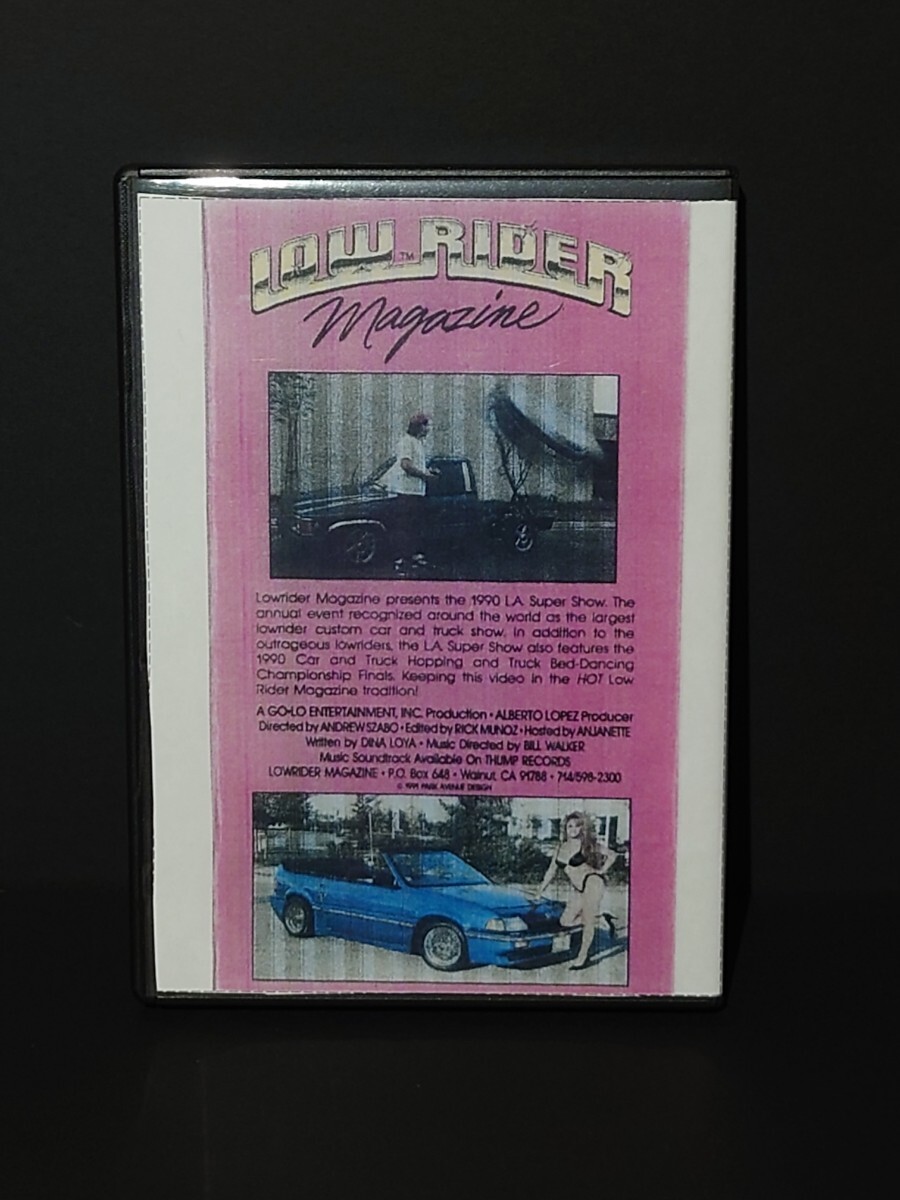 LOW RIDER
TM
Magazine
Lowrider Magazine presents the 1990 L.A. Super Show. The
annual event recognized around the world as the largest
lowrider custom car and truck show. In addition to the
outrageous lowriders, the L.A. Super Show also features the
1990 Car and Truck Hopping and Truck Bed-Dancing
Championship Finals. Keeping this video in the HOT Low
Rider Magazine tradition!
A GO-LO ENTERTAINMENT, INC. Production • ALBERTO LOPEZ Producer
Directed by ANDREW SZABO • Edited by RICK MUNOZ • Hosted by ANJANETTE
Written by DINA LOYA • Music Directed by BILL WALKER
Music Soundtrack Available On THUMP RECORDS
LOWRIDER MAGAZINE • P.O. Box 648 • Walnut, CA 91788 • 714/598-2300
© 1991 PARK AVENUE DESIGN